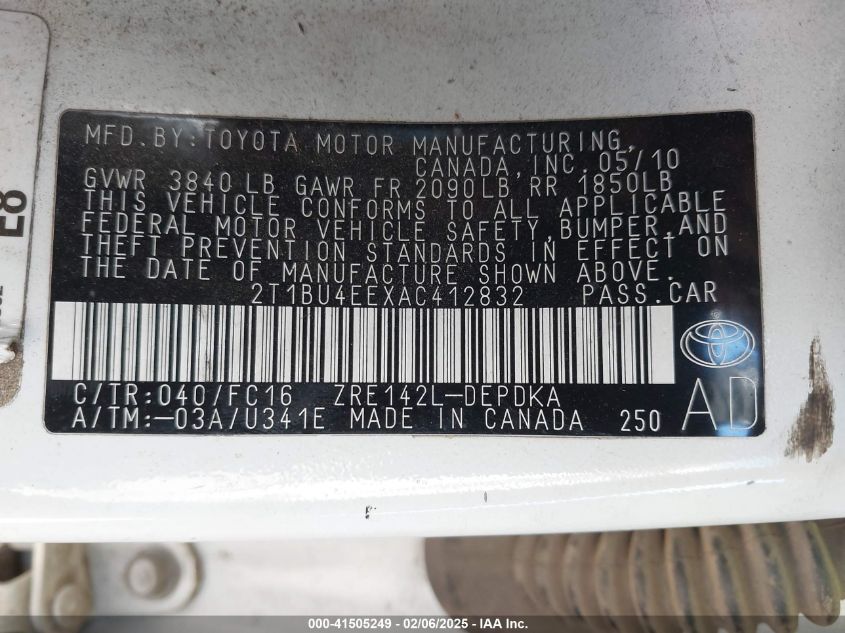 MFD. BY: TOYOTA MOTOR MANUFACTURING,
CANADA, INC. 05/10
GVWR 3840 LB GAWR FR 2090LB RR 1850LB
THIS VEHICLE CONFORMS TO ALL APPLICABLE
FEDERAL MOTOR VEHICLE SAFETY, BUMPER, AND
THEFT PREVENTION STANDARDS IN EFFECT ON
THE DATE OF MANUFACTURE SHOWN ABOVE.
2T1BU4EEXAC412832 PASS. CAR
C/TR: 040/FC16 ZRE142L-DEPDKA
A/TM: -03A/U341E MADE IN CANADA 250
AD
E8
000-41505249 - 02/06/2025 - IAAI - Copyright Image Inc.